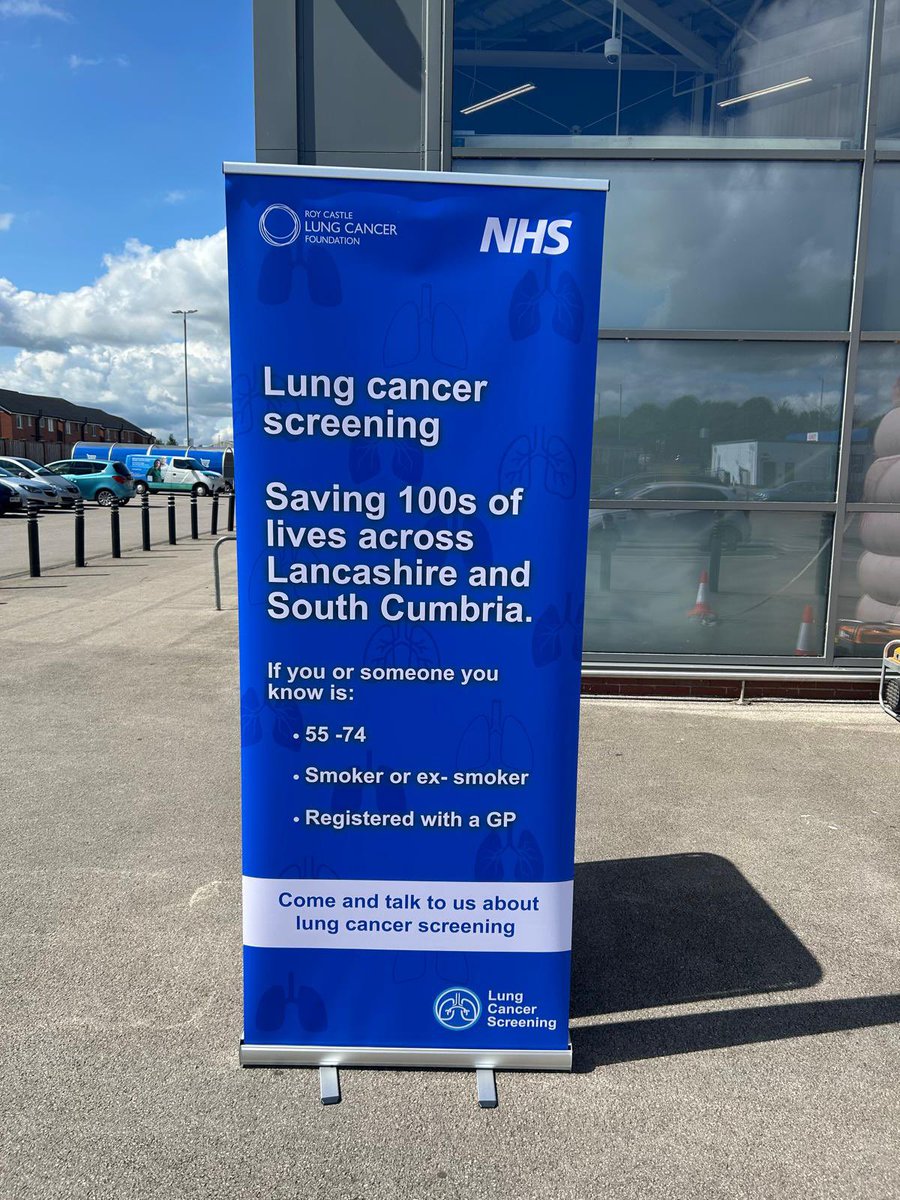 ROY CASTLE
LUNG CANCER
FOUNDATION
NHS
Lung cancer
screening
Saving 100s of
lives across
Lancashire and
South Cumbria.
If you or someone you
know is:
• 55 -74
• Smoker or ex- smoker
• Registered with a GP
Come and talk to us about
lung cancer screening
Lung
Cancer
Screening